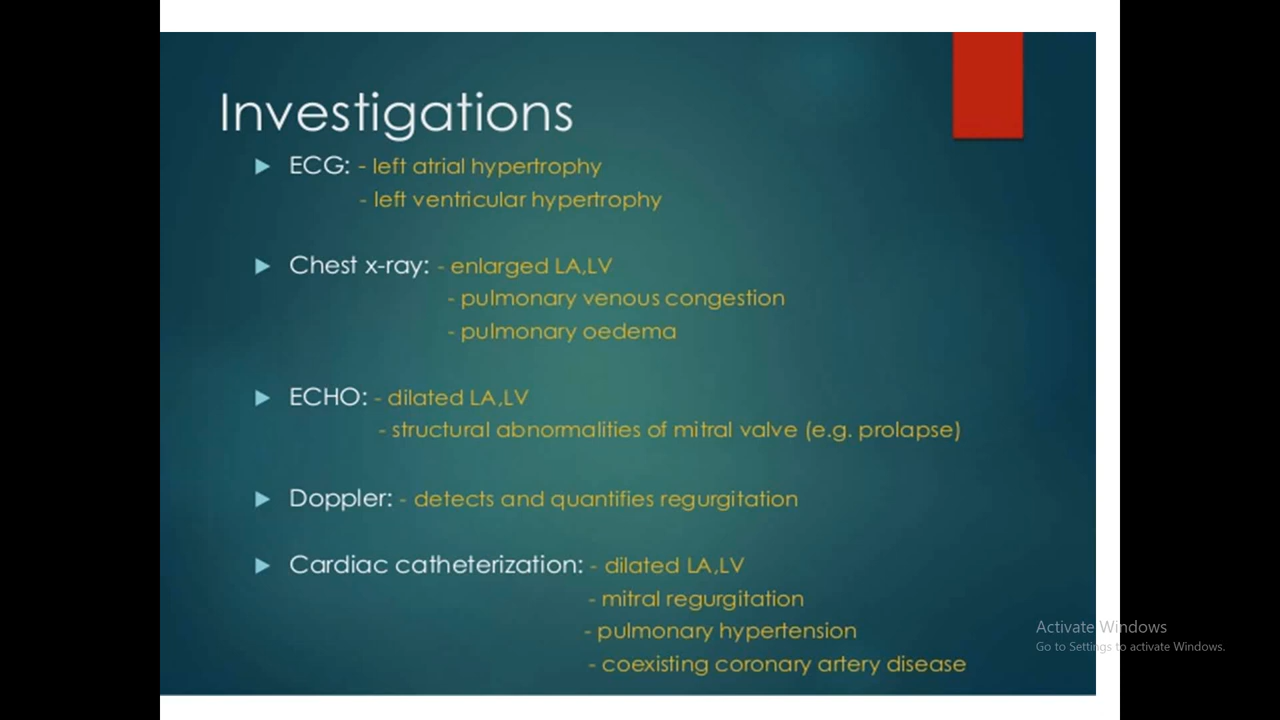 Investigations
ECG: - left atrial hypertrophy
- left ventricular hypertrophy
Chest x-ray: - enlarged LA,LV
- pulmonary venous congestion
- pulmonary oedema
ECHO: - dilated LA,LV
- structural abnormalities of mitral valve (e.g. prolapse)
Doppler: - detects and quantifies regurgitation
Cardiac catheterization: - dilated LA,LV
- mitral regurgitation
- pulmonary hypertension
- coexisting coronary artery disease
Activate Windows
Go to Settings to activate Windows.